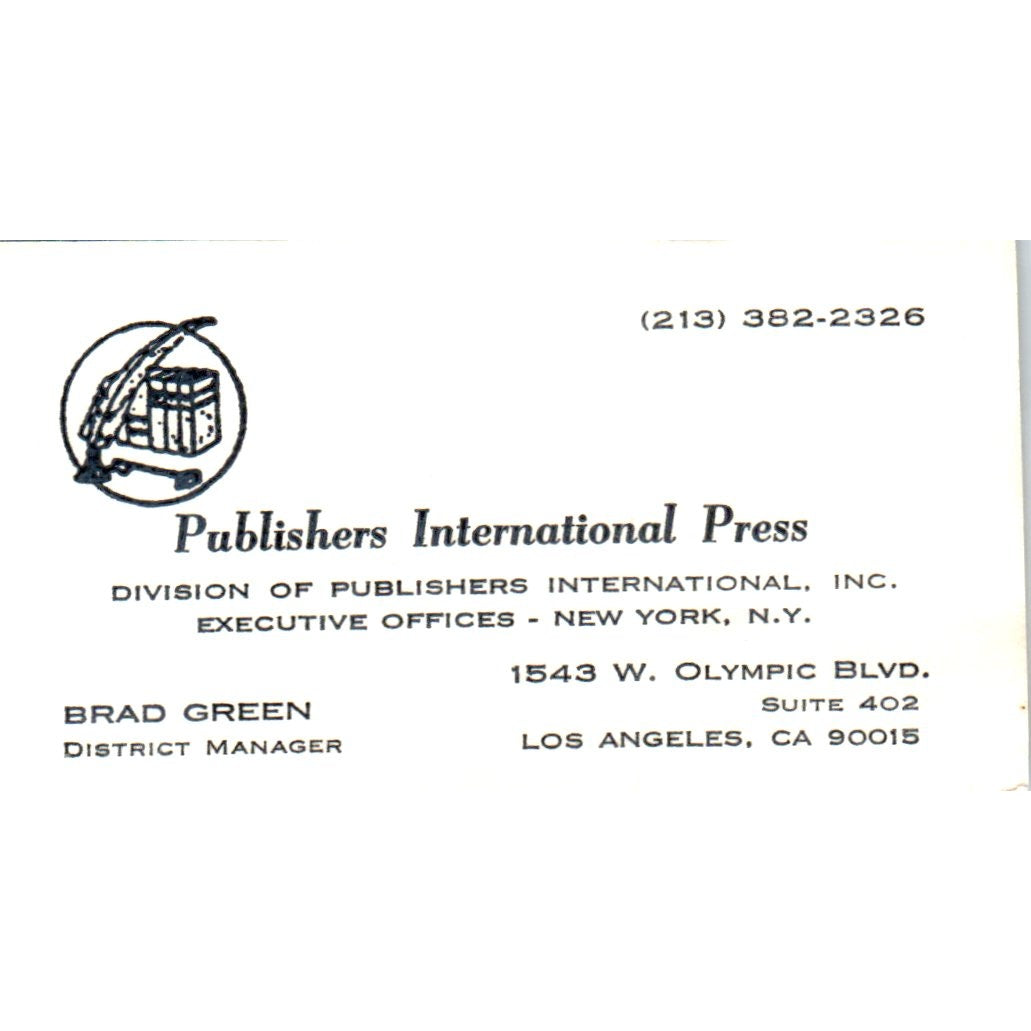 (213) 382-2326
Publishers International Press
DIVISION OF PUBLISHERS INTERNATIONAL, INC.
EXECUTIVE OFFICES - NEW YORK, N.Y.
BRAD GREEN
DISTRICT MANAGER
1543 W. OLYMPIC BLVD.
SUITE 402
LOS ANGELES, CA 90015